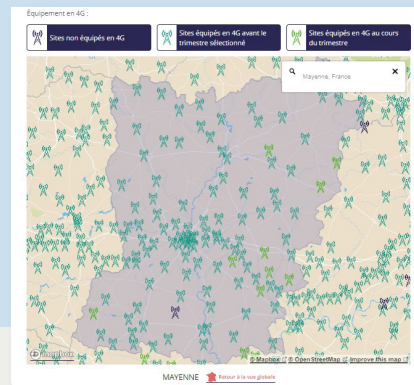 Équipement en 4G :
Sites non équipés en 4G
Sites équipés en 4G avant le
trimestre sélectionné
Sites équipés en 4G au cours
du trimestre
Mayenne, France
mapbox
© Mapbox © OpenStreetMap Improve this map
MAYENNE Retour à la vue globale